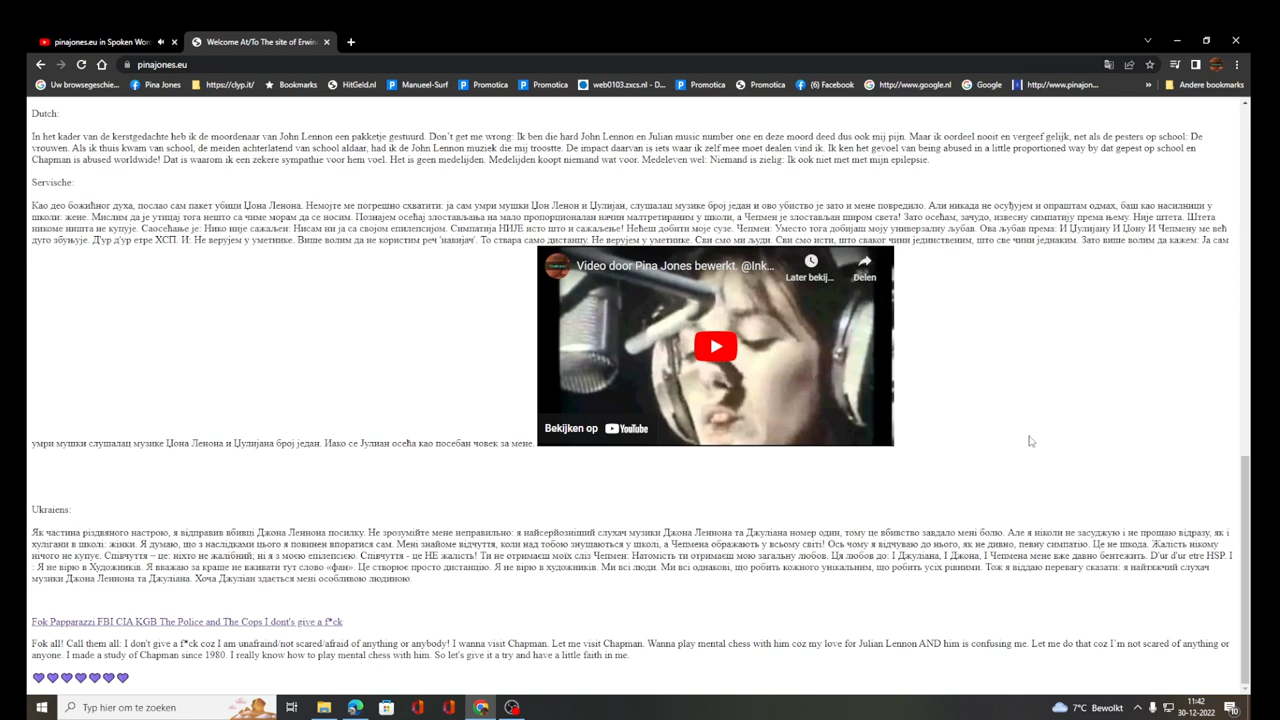 pinajones.eu in Spoken Wor
Welcome At/To The site of Erwin
pinajones.eu
Uw browsegeschie...
Pina Jones
https://clyp.it/
Bookmarks
HitGeld.nl
Manueel-Surf
Promotica
Promotica
web0103.zxcs.nl - D...
Promotica
Promotica
(6) Facebook
http://www.google.nl
Google
http://www.pinajon...
»
Andere bookmarks
Dutch:
In het kader van de kerstgedachte heb ik de moordenaar van John Lennon een pakketje gestuurd. Don't get me wrong: Ik ben die hard John Lennon en Julian music number one en deze moord deed dus ook mij pijn. Maar ik oordeel nooit en vergeef gelijk, net als de pesters op school: De
vrouwen. Als ik thuis kwam van school, de meiden achterlatend van school aldaar, had ik de John Lennon muziek die mij troostte. De impact daarvan is iets waar ik zelf mee moet dealen vind ik. Ik ken het gevoel van being abused in a little proportioned way by dat gepest op school en
Chapman is abused worldwide! Dat is waarom ik een zekere sympathie voor hem voel. Het is geen medelijden. Medelijden koopt niemand wat voor. Medeleven wel: Niemand is zielig: Ik ook niet met met mijn epilepsie.
Servische:
Као део божићног духа, послао сам пакет убици Џона Ленона. Немојте ме погрешно схватити: ја сам умри мушки Џон Ленон и Џулијан, слушалац музике број један и ово убиство је зато и мене повредило. Али никада не осуђујем и опраштам одмах, баш као насилници у
школи: жене. Мислим да је утицај тога нешто са чиме морам да се носим. Познајем осећај злостављања на мало пропорционалан начин малтретираним у школи, а Чепмен је злостављан широм света! Зато осећам, зачудо, извесну симпатију према њему. Није штета. Штета
никоме ништа не купује. Саосећање је: Нико није сажаљен: Нисам ни ја са својом епилепсијом. Симпатија НИЈЕ исто што и сажаљење! Нећеш добити моје сузе. Чепмен: Уместо тога добијаш моју универзалну љубав. Ова љубав према: И Џулијану И Џону И Чепмену ме већ
дуго збуњује. Д'ур д'ур етре ХСП. И: Не верујем у уметнике. Више волим да не користим реч 'навијач'. То ствара само дистанцу. Не верујем у уметнике. Сви смо ми људи. Сви смо исти, што сваког чини јединственим, што све чини једнаким. Зато више волим да кажем: Ја сам
Video door Pina Jones bewerkt. @Ink...
Later bekij...
Delen
Bekijken op YouTube
умри мушки слушалац музике Џона Ленона и Џулијана број један. Иако се Јулиан осећа као посебан човек за мене.
Ukraiens:
Як частина різдвяного настрою, я відправив вбивці Джона Леннона посилку. Не зрозумійте мене неправильно: я найсерйозніший слухач музики Джона Леннона та Джуліана номер один, тому це вбивство завдало мені болю. Але я ніколи не засуджую і не прощаю відразу, як і
хулігани в школі: жінки. Я думаю, що з наслідками цього я повинен впоратися сам. Мені знайоме відчуття, коли над тобою знущаються у школі, а Чепмена ображають у всьому світі! Ось чому я відчуваю до нього, як не дивно, певну симпатію. Це не шкода. Жалість нікому
нічого не купує. Співчуття – це: ніхто не жалібний; ні я з моєю епілепсією. Співчуття - це НЕ жалість! Ти не отримаєш моїх сліз Чепмен: Натомість ти отримаєш мою загальну любов. Ця любов до: І Джуліана, І Джона, І Чепмена мене вже давно бентежить. D'ur d'ur etre HSP. І
: Я не вірю в Художників. Я вважаю за краще не вживати тут слово «фан». Це створює просто дистанцію. Я не вірю в художників. Ми всі люди. Ми всі однакові, що робить кожного унікальним, що робить усіх рівними. Тож я віддаю перевагу сказати: я найтяжчий слухач
музики Джона Леннона та Джуліана. Хоча Джуліан здається мені особливою людиною.
Fok Papparazzi FBI CIA KGB The Police and The Cops I dont's give a f*ck
Fok all! Call them all: I don't give a f*ck coz I am unafraind/not scared/afraid of anything or anybody! I wanna visit Chapman. Let me visit Chapman. Wanna play mental chess with him coz my love for Julian Lennon AND him is confusing me. Let me do that coz I`m not scared of anything or
anyone. I made a study of Chapman since 1980. I really know how to play mental chess with him. So let's give it a try and have a little faith in me.
Typ hier om te zoeken
7°C Bewolkt
11:42
30-12-2022
10